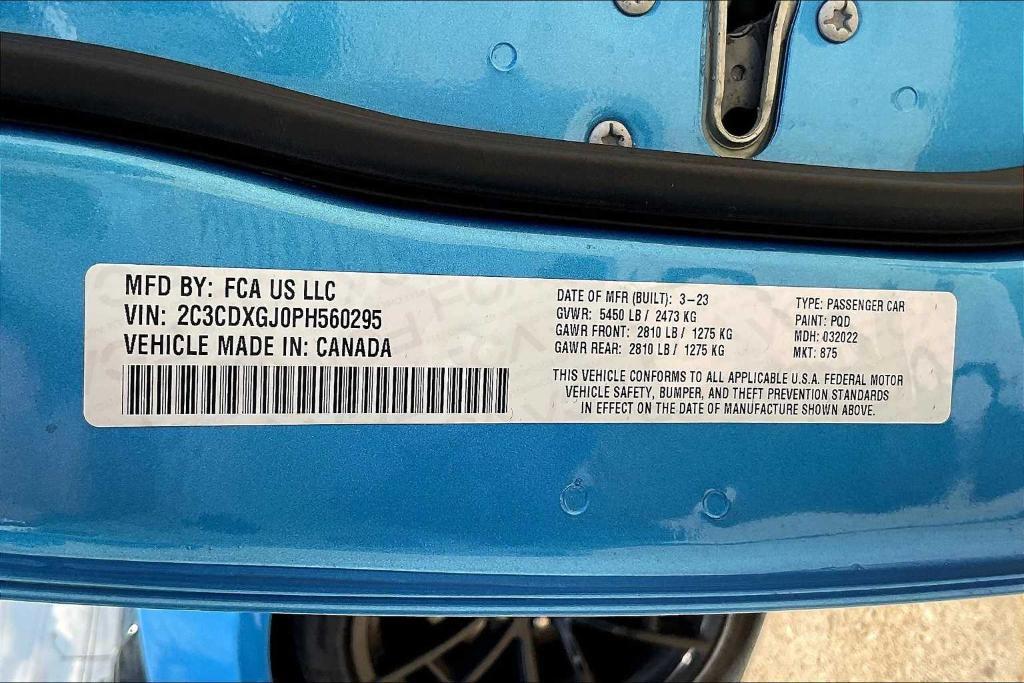 MFD BY: FCA US LLC
VIN: 2C3CDXGJ0PH560295
VEHICLE MADE IN: CANADA
DATE OF MFR (BUILT): 3-23
GVWR: 5450 LB / 2473 KG
GAWR FRONT: 2810 LB / 1275 KG
GAWR REAR: 2810 LB / 1275 KG
TYPE: PASSENGER CAR
PAINT: PQD
MDH: 032022
MKT: 875
THIS VEHICLE CONFORMS TO ALL APPLICABLE U.S.A. FEDERAL MOTOR
VEHICLE SAFETY, BUMPER, AND THEFT PREVENTION STANDARDS
IN EFFECT ON THE DATE OF MANUFACTURE SHOWN ABOVE.